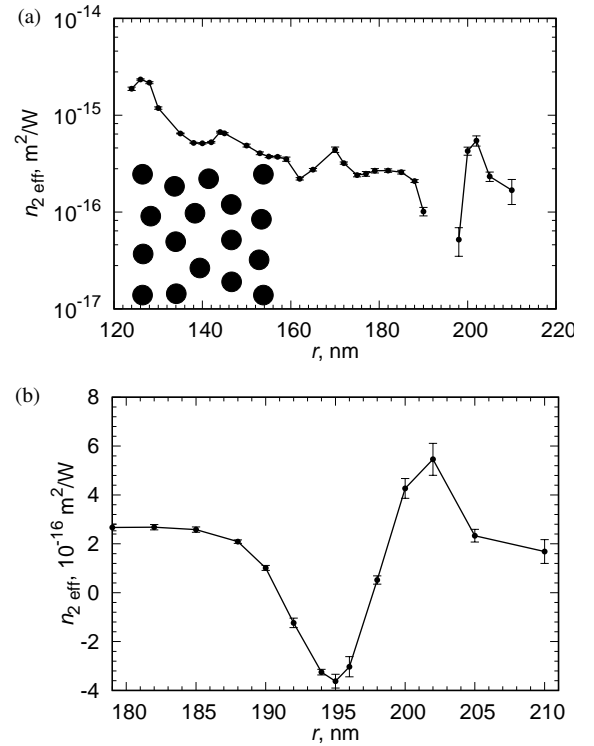 (a)
10-14
10-15
10-16
10-17
n2 eff, m2/W
120 140 160 180 200 220
r, nm
(b)
8
6
4
2
0
-2
-4
n2 eff, 10-16 m2/W
180 185 190 195 200 205 210
r, nm